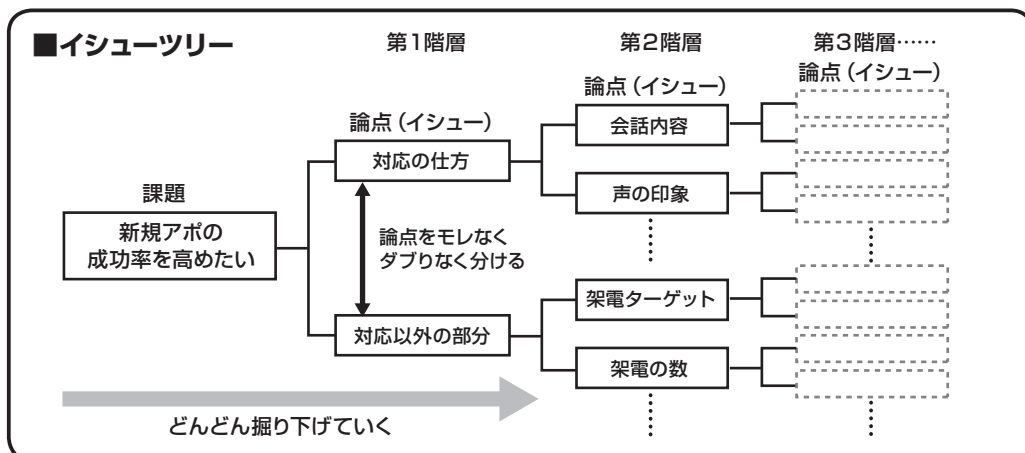 ■イシューツリー
第1階層
第2階層
第3階層……
論点（イシュー）
論点（イシュー）
論点（イシュー）
課題
新規アポの
成功率を高めたい
対応の仕方
論点をモレなく
ダブりなく分ける
対応以外の部分
会話内容
声の印象
架電ターゲット
架電の数
どんどん掘り下げていく